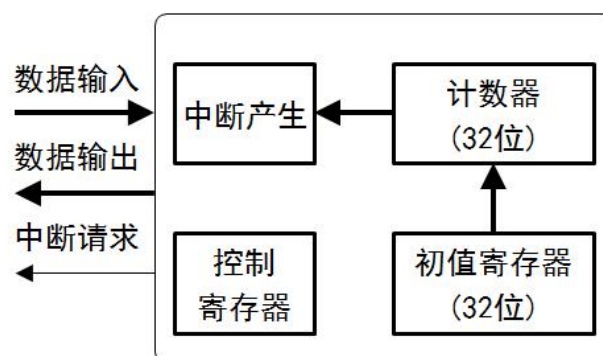 数据输入
数据输出
中断请求
中断产生
计数器
(32位)
控制
寄存器
初值寄存器
(32位)